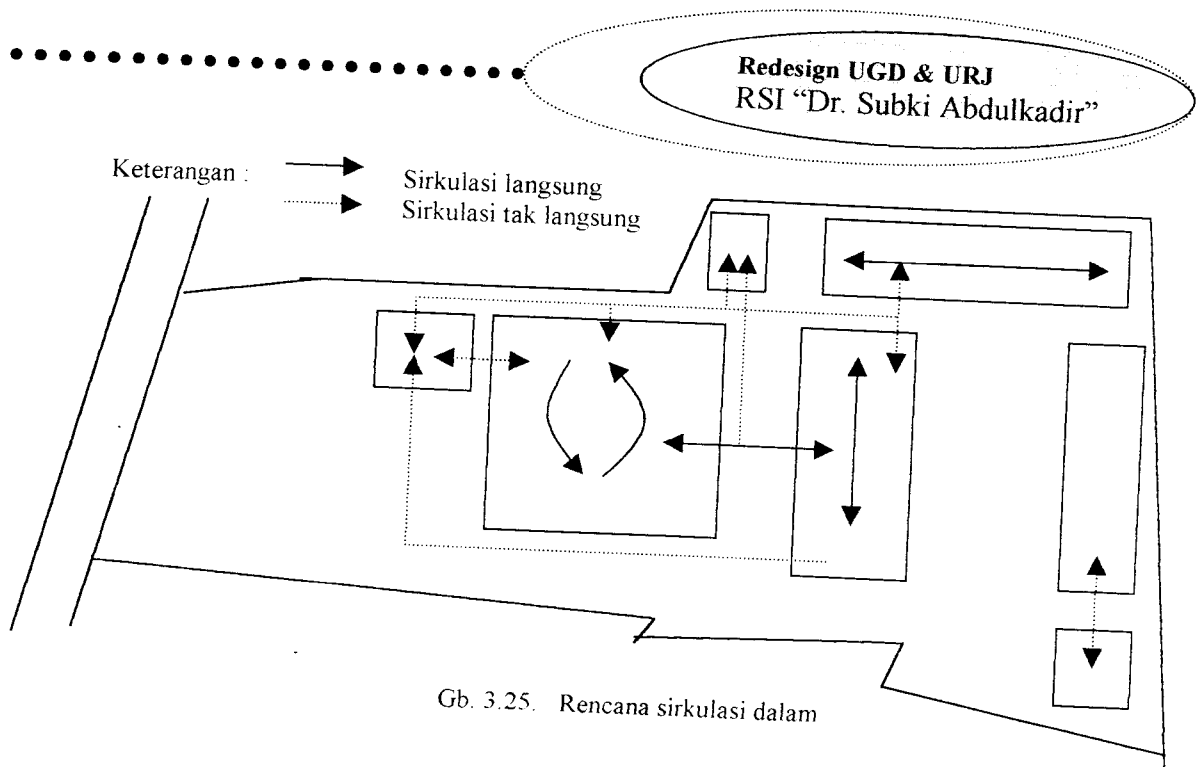 Redesign UGD & URJ
RSI “Dr. Subki Abdulkadir”
Keterangan :
Sirkulasi langsung
Sirkulasi tak langsung
Gb. 3.25. Rencana sirkulasi dalam